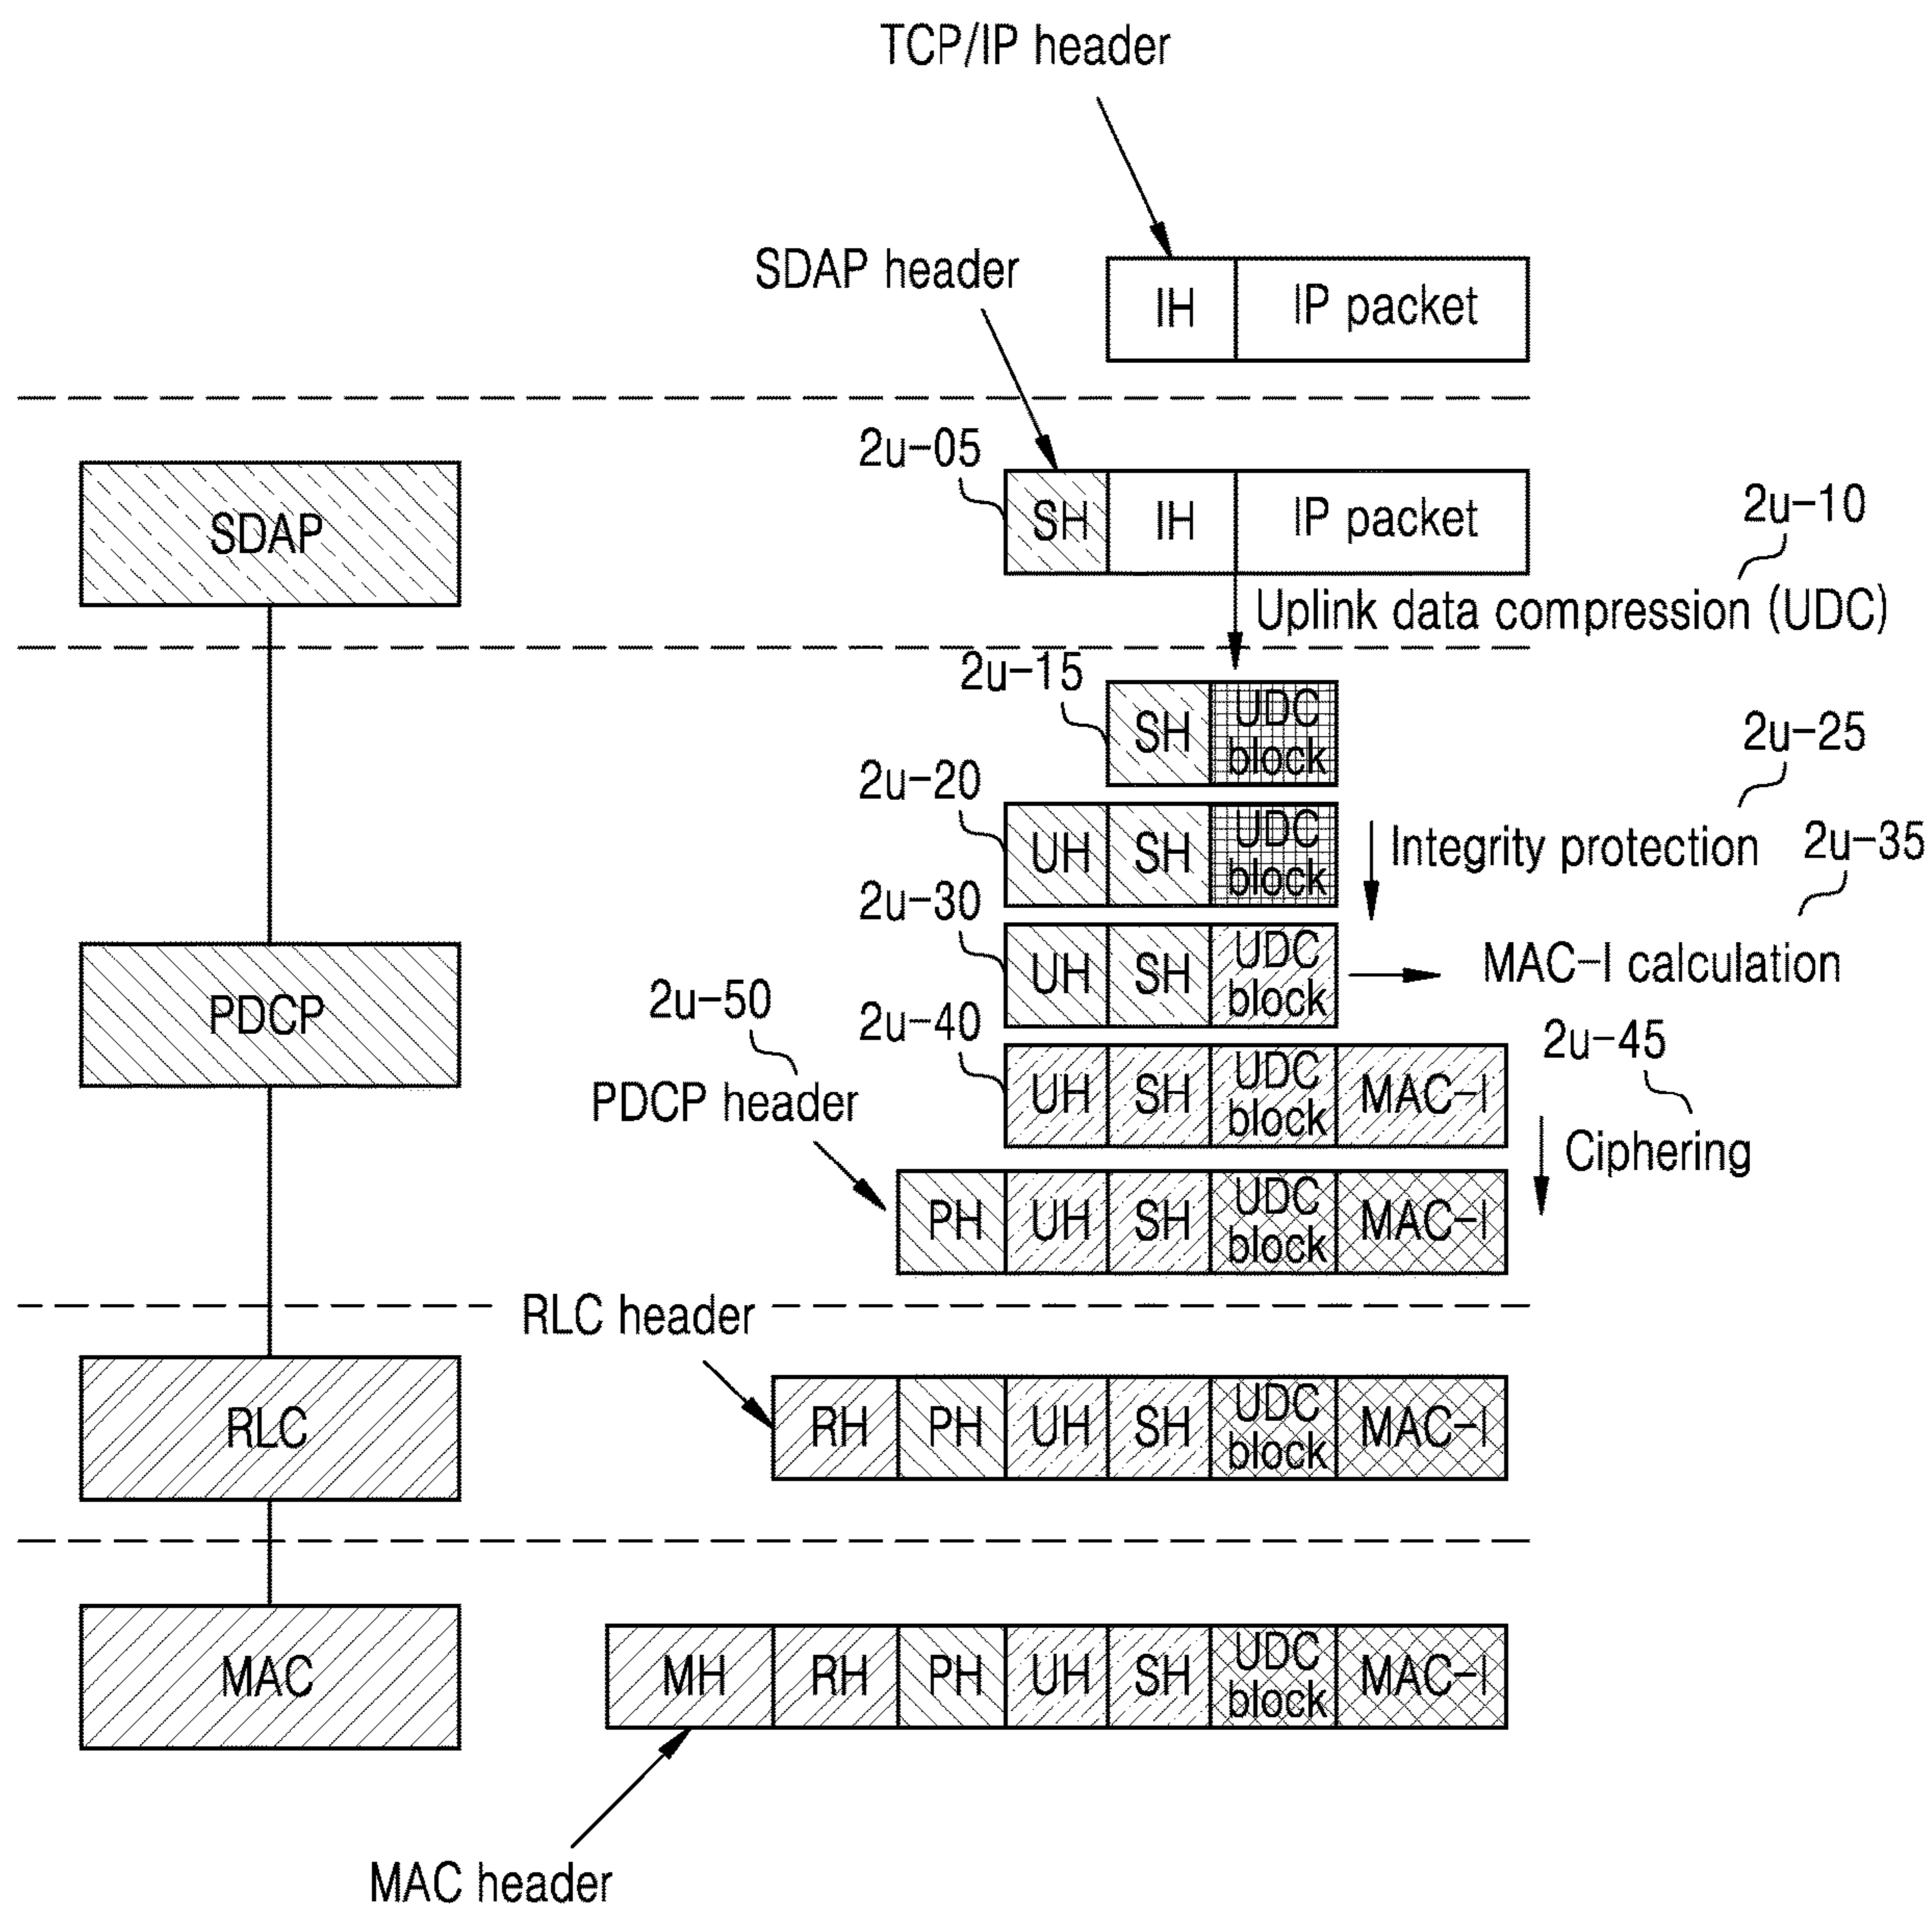 TCP/IP header
SDAP header
IH IP packet
2u-05
SDAP
SH IH IP packet
2u-10
Uplink data compression (UDC)
2u-15
SH UDC block
2u-25
2u-20
UH SH UDC block
Integrity protection
2u-35
2u-30
UH SH UDC block
MAC-I calculation
PDCP
2u-50
2u-40
2u-45
PDCP header
UH SH UDC block MAC-I
Ciphering
PH UH SH UDC block MAC-I
RLC header
RLC
RH PH UH SH UDC block MAC-I
MAC
MH RH PH UH SH UDC block MAC-I
MAC header